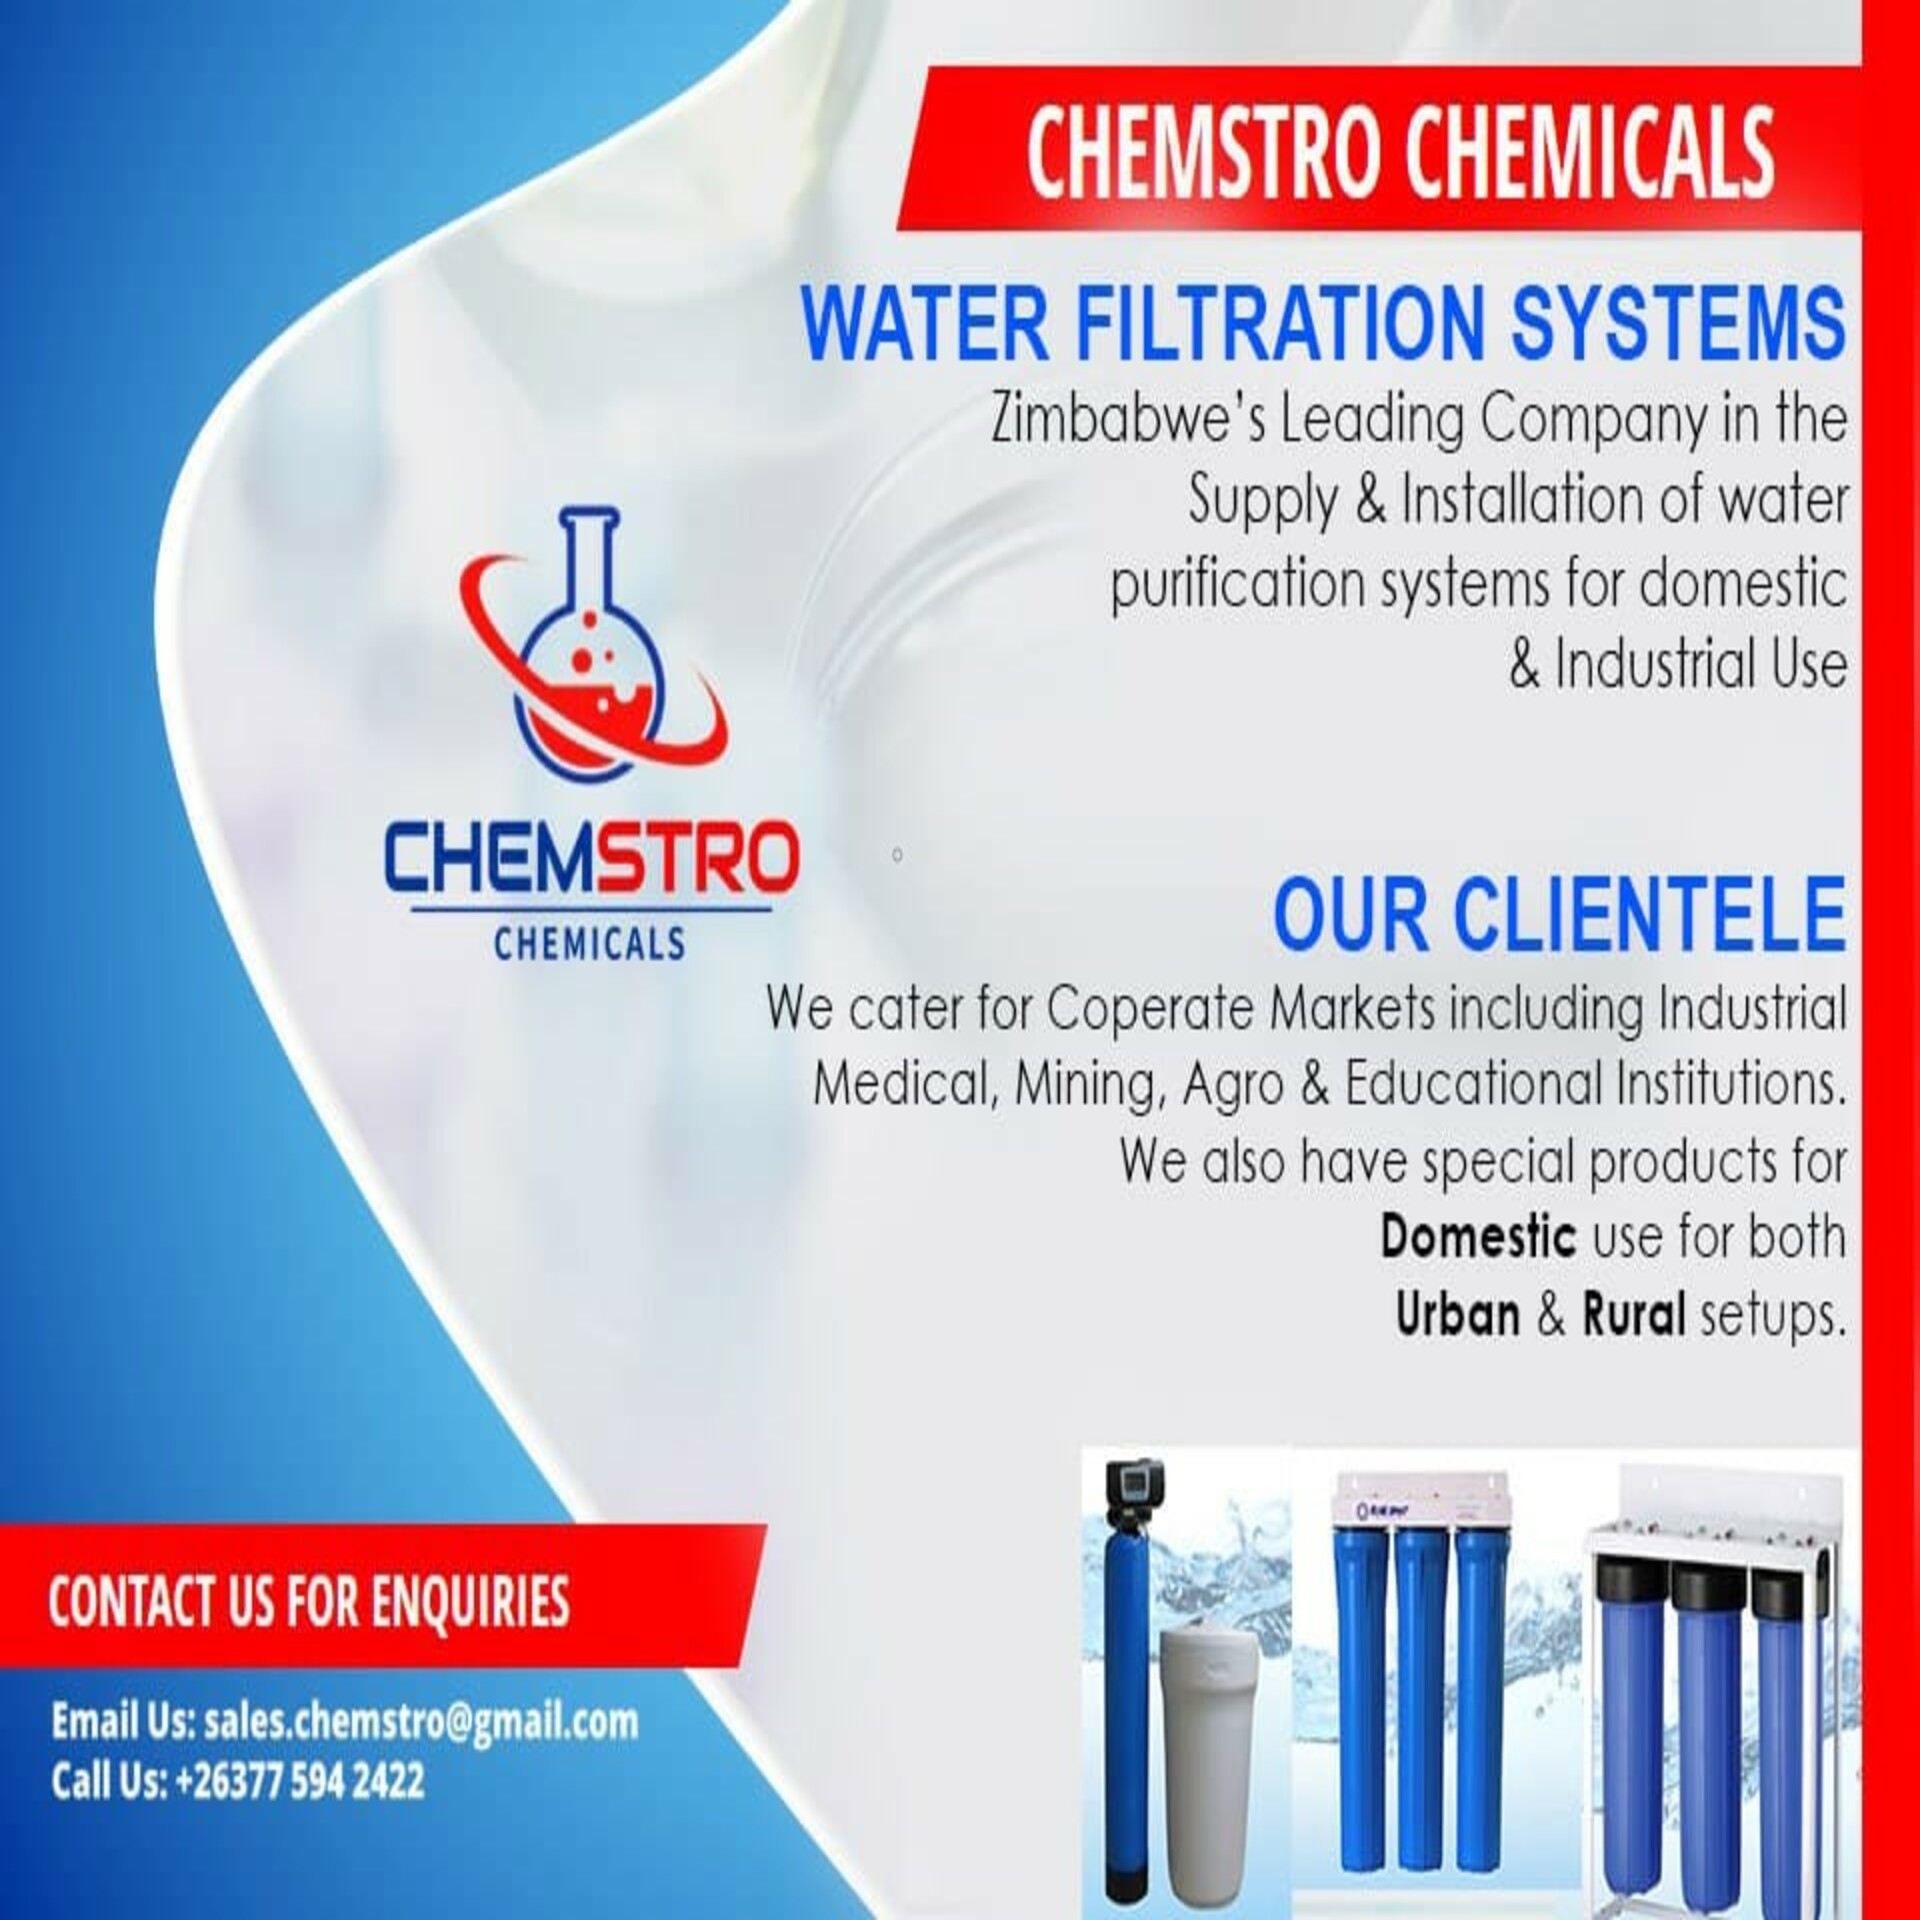 CHEMSTRO CHEMICALS
WATER FILTRATION SYSTEMS
Zimbabwe's Leading Company in the
Supply & Installation of water
purification systems for domestic
& Industrial Use
CHEMSTRO
CHEMICALS
OUR CLIENTELE
We cater for Coperate Markets including Industrial
Medical, Mining, Agro & Educational Institutions.
We also have special products for
Domestic use for both
Urban & Rural setups.
CONTACT US FOR ENQUIRIES
Email Us: sales.chemstro@gmail.com
Call Us: +26377 594 2422